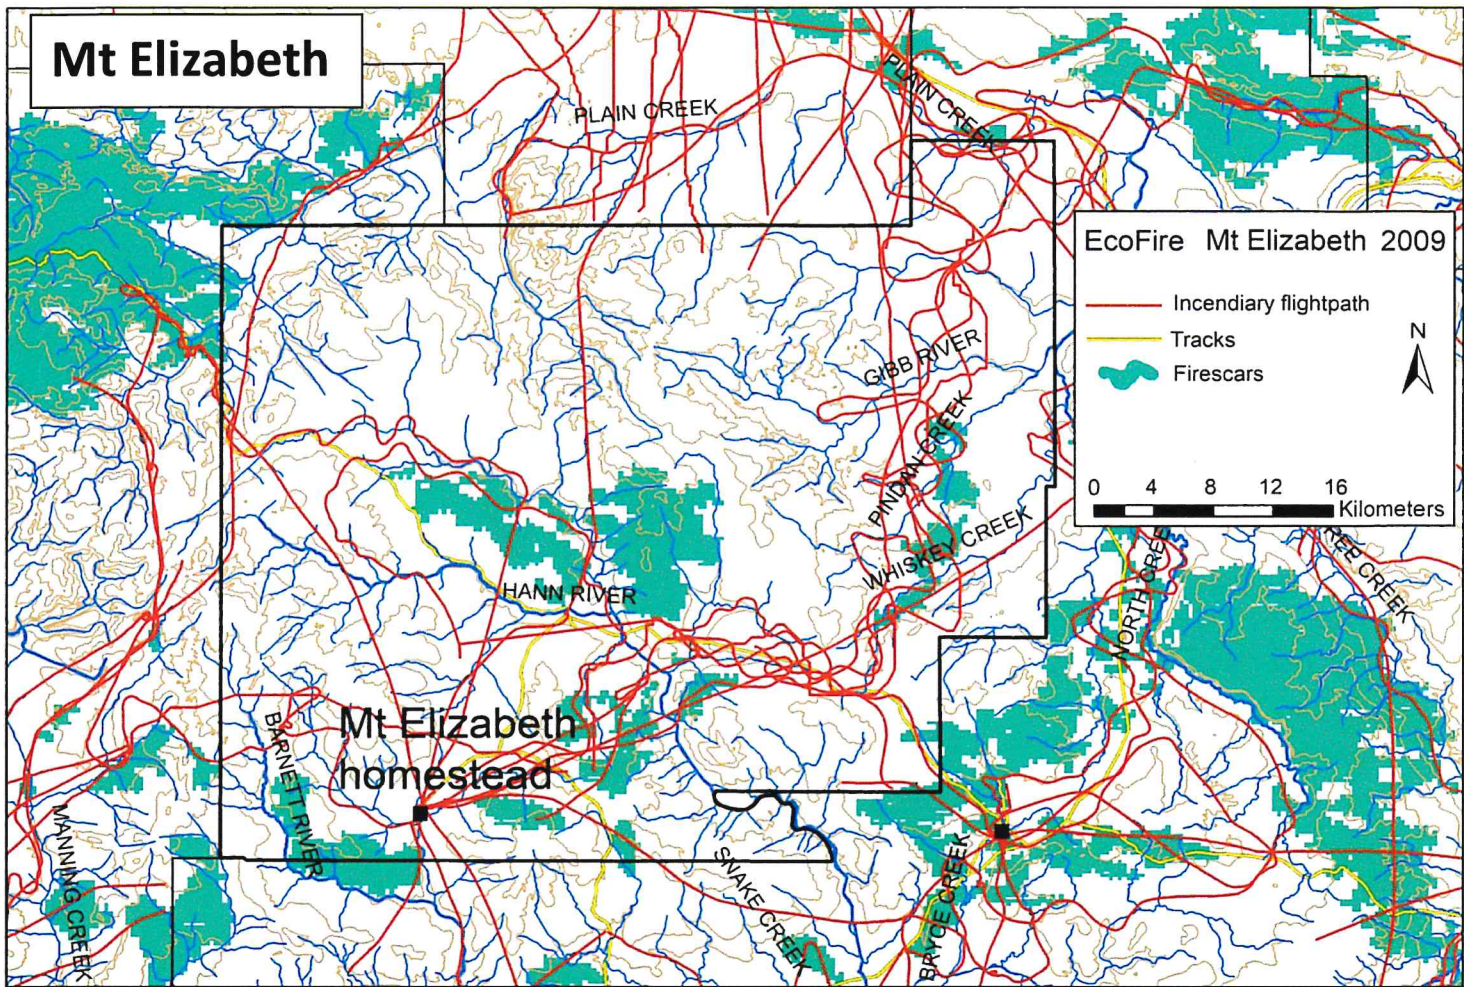 Mt Elizabeth
PLAIN CREEK
PLAIN CREEK
EcoFire Mt Elizabeth 2009
Incendiary flightpath
Tracks
Firescars
N
0 4 8 12 16
Kilometers
GIBB RIVER
PINDAN CREEK
WHISKEY CREEK
HANN RIVER
NORTH CREE
REE CREEK
Mt Elizabeth
homestead
BARNETT RIVER
MANNING CREEK
SNAKE CREEK
BRYCE CREEK